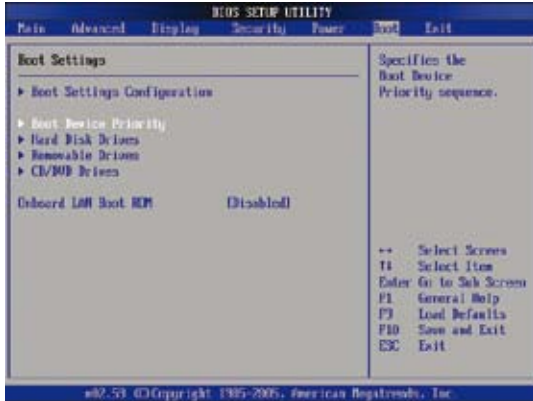 BIOS SETUP UTILITY
Main Advanced Display Security Power Boot Exit
Boot Settings
Boot Settings Configuration
Boot Device Priority
Hard Disk Drives
Removable Drives
CD/DVD Drives
Onboard LAN Boot ROM [Disabled]
Specifies the
Boot Device
Priority sequence.
↔ Select Screen
↑↓ Select Item
Enter Go to Sub Screen
F1 General Help
F9 Load Defaults
F10 Save and Exit
ESC Exit
v02.59 (C)Copyright 1985-2005, American Megatrends, Inc.